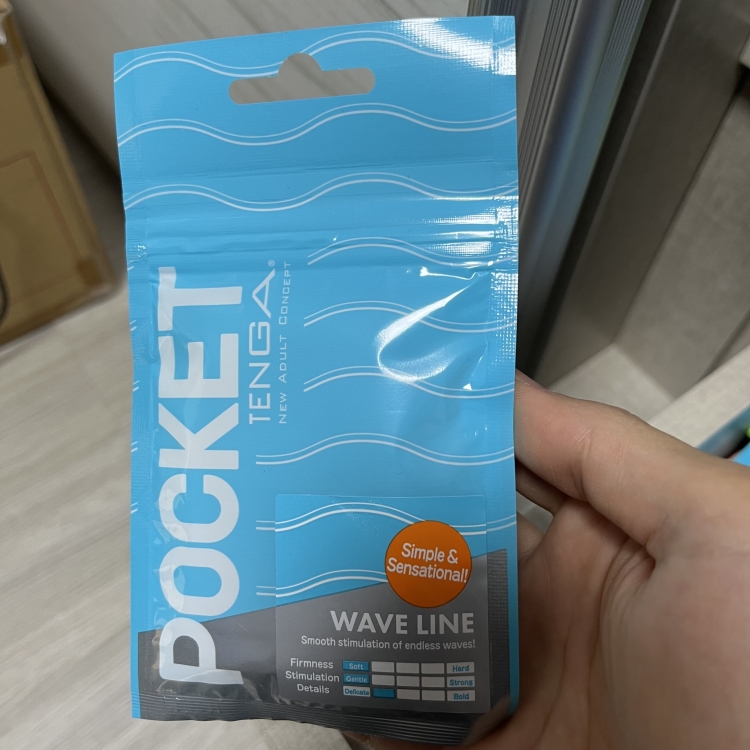 POCKET
TENGA®
NEW ADULT CONCEPT
Simple &
Sensational!
WAVE LINE
Smooth stimulation of endless waves!
Firmness Soft Hard
Stimulation Gentle Strong
Details Delicate Bold